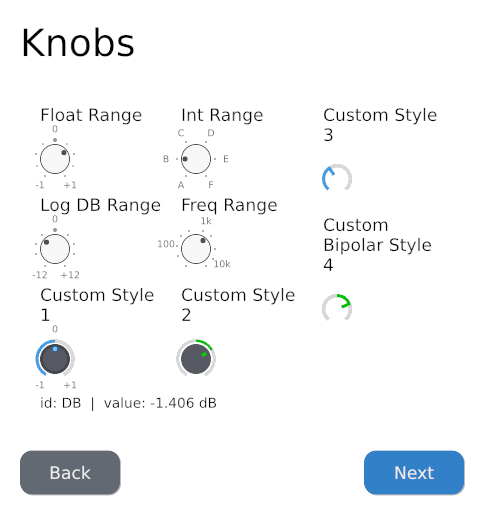 Knobs
Float Range
0
-1 +1
Int Range
C D
B E
A F
Custom Style
3
Log DB Range
-12 +12
Freq Range
1k
100
10k
Custom
Bipolar Style
4
Custom Style
1
0
-1 +1
Custom Style
2
id: DB | value: -1.406 dB
Back
Next